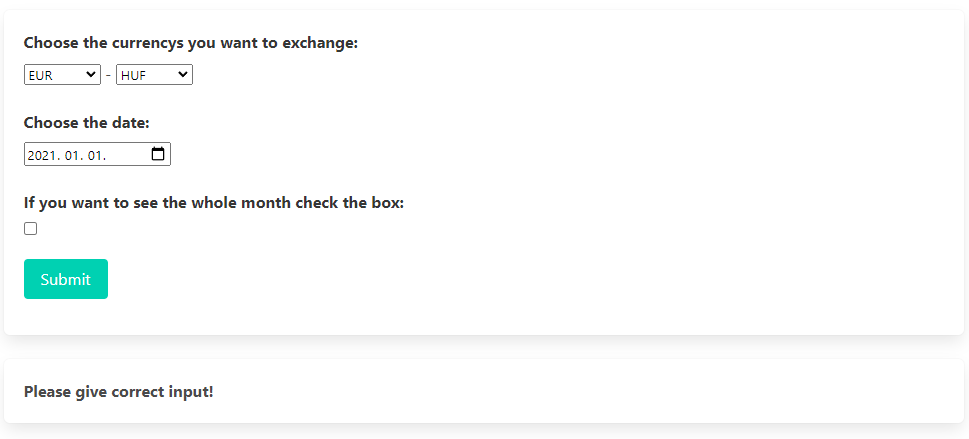 Choose the currencys you want to exchange:
EUR - HUF
Choose the date:
2021. 01. 01.
If you want to see the whole month check the box:
Submit
Please give correct input!